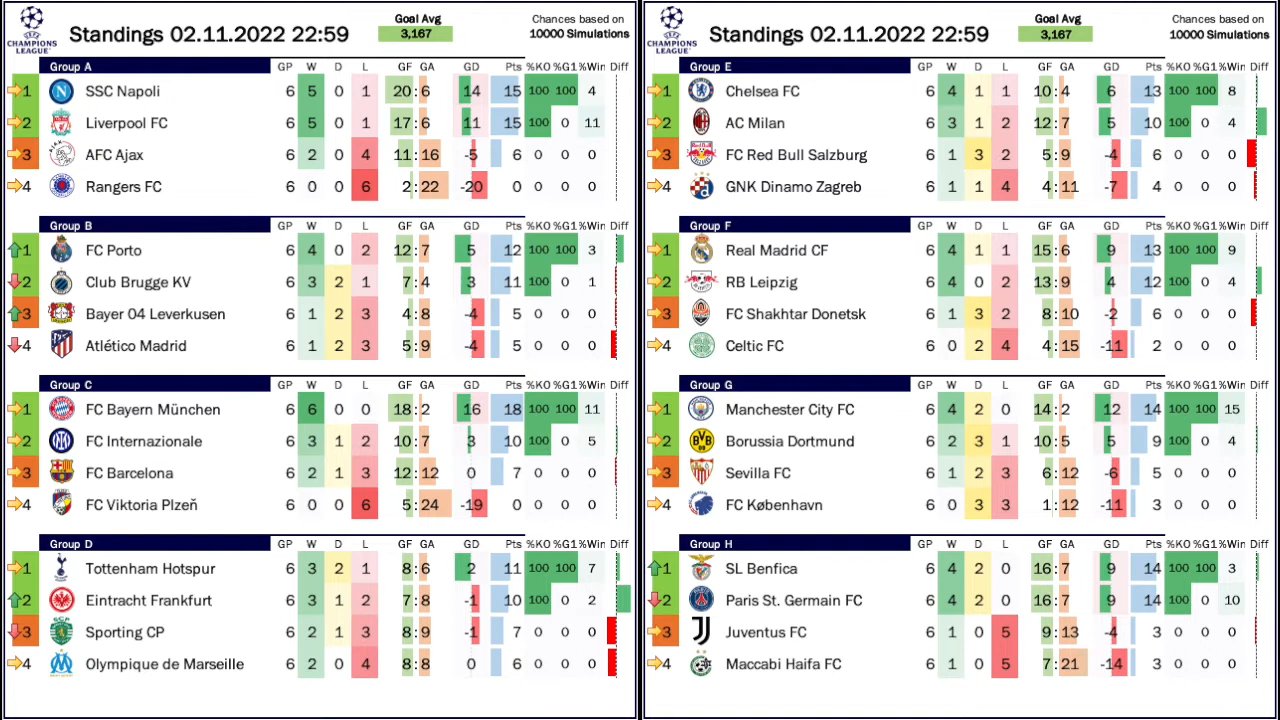 CHAMPIONS LEAGUE
Standings 02.11.2022 22:59
Goal Avg
3,167
Chances based on
10000 Simulations
Group A GP W D L GF GA GD Pts %KO %G1 %Win Diff
1 SSC Napoli 6 5 0 1 20:6 14 15 100 100 4
2 Liverpool FC 6 5 0 1 17:6 11 15 100 0 11
3 AFC Ajax 6 2 0 4 11:16 -5 6 0 0 0
4 Rangers FC 6 0 0 6 2:22 -20 0 0 0 0
Group B GP W D L GF GA GD Pts %KO %G1 %Win Diff
1 FC Porto 6 4 0 2 12:7 5 12 100 100 3
2 Club Brugge KV 6 3 2 1 7:4 3 11 100 0 1
3 Bayer 04 Leverkusen 6 1 2 3 4:8 -4 5 0 0 0
4 Atlético Madrid 6 1 2 3 5:9 -4 5 0 0 0
Group C GP W D L GF GA GD Pts %KO %G1 %Win Diff
1 FC Bayern München 6 6 0 0 18:2 16 18 100 100 11
2 FC Internazionale 6 3 1 2 10:7 3 10 100 0 5
3 FC Barcelona 6 2 1 3 12:12 0 7 0 0 0
4 FC Viktoria Plzeň 6 0 0 6 5:24 -19 0 0 0 0
Group D GP W D L GF GA GD Pts %KO %G1 %Win Diff
1 Tottenham Hotspur 6 3 2 1 8:6 2 11 100 100 7
2 Eintracht Frankfurt 6 3 1 2 7:8 -1 10 100 0 2
3 Sporting CP 6 2 1 3 8:9 -1 7 0 0 0
4 Olympique de Marseille 6 2 0 4 8:8 0 6 0 0 0
CHAMPIONS LEAGUE
Standings 02.11.2022 22:59
Goal Avg
3,167
Chances based on
10000 Simulations
Group E GP W D L GF GA GD Pts %KO %G1 %Win Diff
1 Chelsea FC 6 4 1 1 10:4 6 13 100 100 8
2 AC Milan 6 3 1 2 12:7 5 10 100 0 4
3 FC Red Bull Salzburg 6 1 3 2 5:9 -4 6 0 0 0
4 GNK Dinamo Zagreb 6 1 1 4 4:11 -7 4 0 0 0
Group F GP W D L GF GA GD Pts %KO %G1 %Win Diff
1 Real Madrid CF 6 4 1 1 15:6 9 13 100 100 9
2 RB Leipzig 6 4 0 2 13:9 4 12 100 0 4
3 FC Shakhtar Donetsk 6 1 3 2 8:10 -2 6 0 0 0
4 Celtic FC 6 0 2 4 4:15 -11 2 0 0 0
Group G GP W D L GF GA GD Pts %KO %G1 %Win Diff
1 Manchester City FC 6 4 2 0 14:2 12 14 100 100 15
2 Borussia Dortmund 6 2 3 1 10:5 5 9 100 0 4
3 Sevilla FC 6 1 2 3 6:12 -6 5 0 0 0
4 FC København 6 0 3 3 1:12 -11 3 0 0 0
Group H GP W D L GF GA GD Pts %KO %G1 %Win Diff
1 SL Benfica 6 4 2 0 16:7 9 14 100 100 3
2 Paris St. Germain FC 6 4 2 0 16:7 9 14 100 0 10
3 Juventus FC 6 1 0 5 9:13 -4 3 0 0 0
4 Maccabi Haifa FC 6 1 0 5 7:21 -14 3 0 0 0